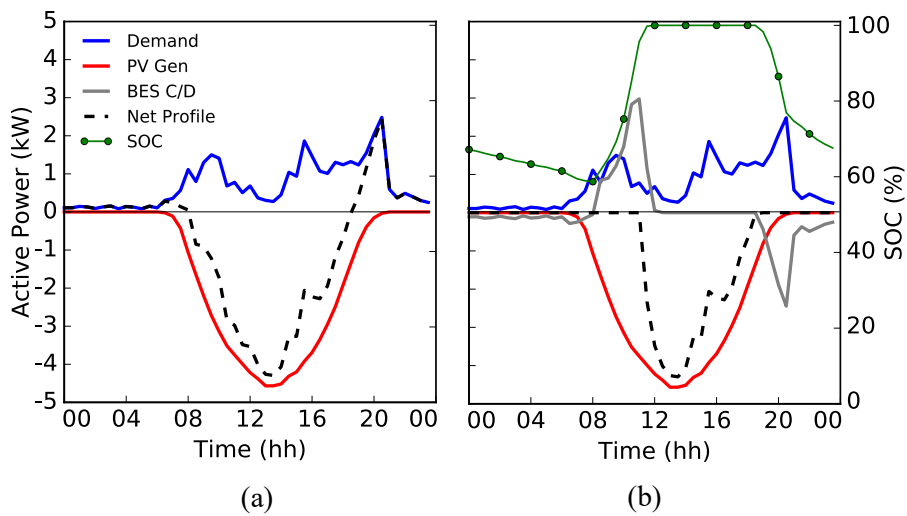 5
4
3
2
1
0
-1
-2
-3
-4
-5
Active Power (kW)
Demand
PV Gen
BES C/D
Net Profile
SOC
00 04 08 12 16 20 00
Time (hh)
(a)
100
80
60
40
20
0
SOC (%)
00 04 08 12 16 20 00
Time (hh)
(b)